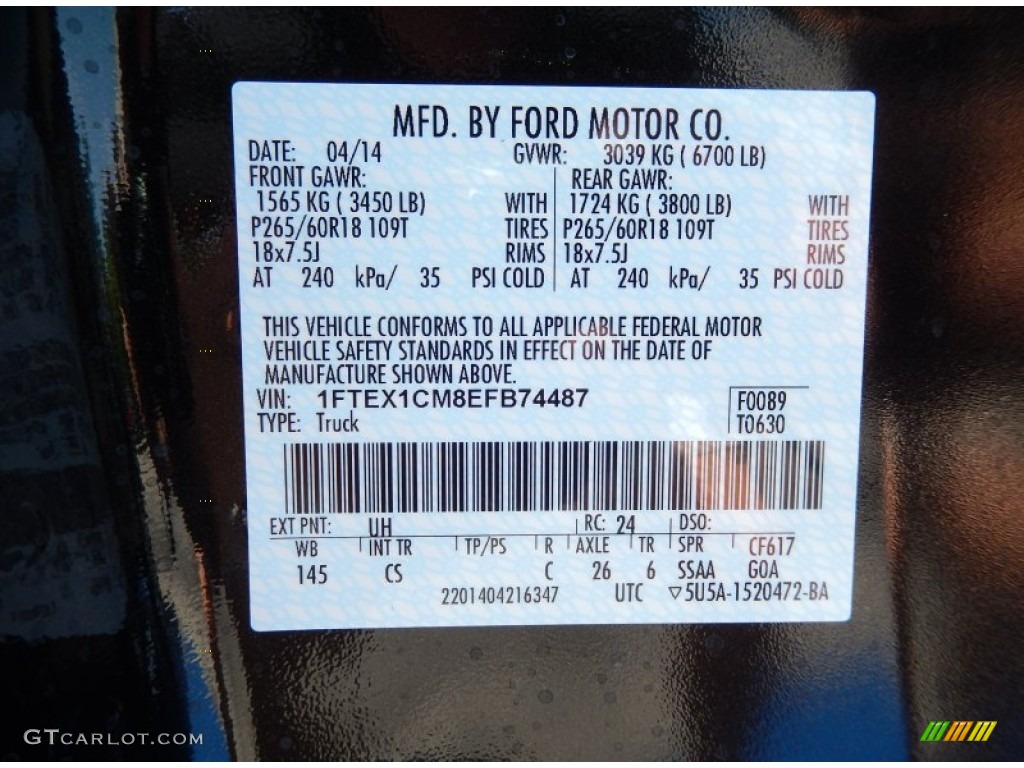 MFD. BY FORD MOTOR CO.
DATE: 04/14 GVWR: 3039 KG ( 6700 LB)
FRONT GAWR: REAR GAWR:
1565 KG ( 3450 LB) WITH 1724 KG ( 3800 LB) WITH
P265/60R18 109T TIRES P265/60R18 109T TIRES
18x7.5J RIMS 18x7.5J RIMS
AT 240 kPa/ 35 PSI COLD AT 240 kPa/ 35 PSI COLD
THIS VEHICLE CONFORMS TO ALL APPLICABLE FEDERAL MOTOR
VEHICLE SAFETY STANDARDS IN EFFECT ON THE DATE OF
MANUFACTURE SHOWN ABOVE.
VIN: 1FTEX1CM8EFB74487 F0089
TYPE: Truck T0630
EXT PNT: UH RC: 24 DSO:
WB INT TR TP/PS R AXLE TR SPR CF617
145 CS C 26 6 SSAA GOA
2201404216347 UTC ▽5U5A-1520472-BA
GTCARLOT.COM